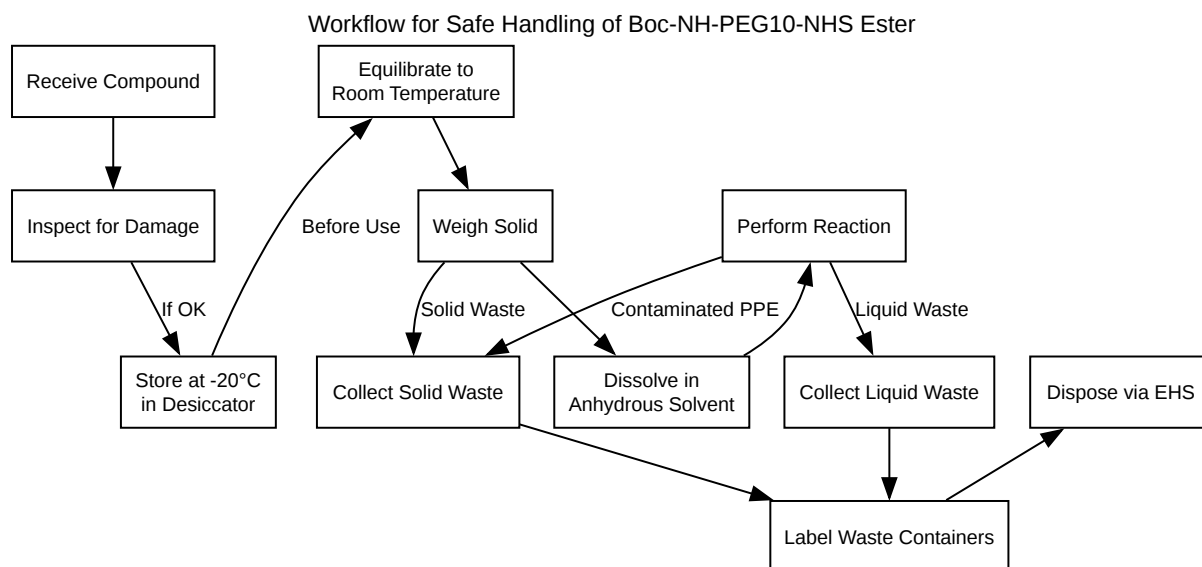 Workflow for Safe Handling of Boc-NH-PEG10-NHS Ester
Receive Compound
Equilibrate to
Room Temperature
Inspect for Damage
Before Use
Weigh Solid
Perform Reaction
If OK
Solid Waste
Contaminated PPE
Liquid Waste
Store at -20°C
in Desiccator
Collect Solid Waste
Dissolve in
Anhydrous Solvent
Collect Liquid Waste
Dispose via EHS
Label Waste Containers